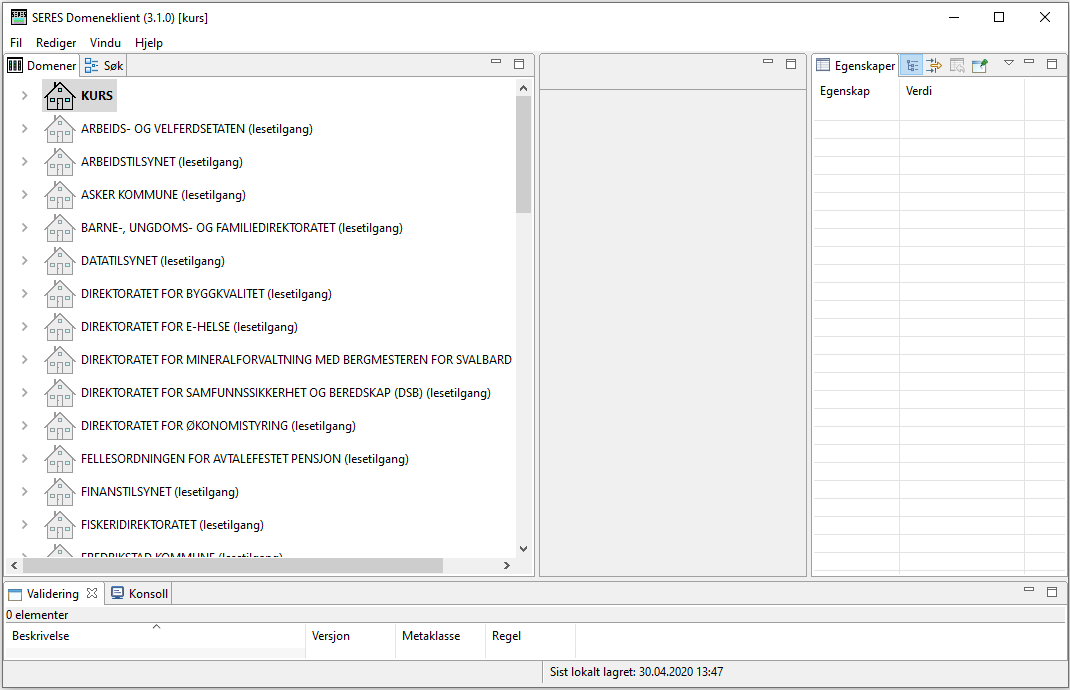 SERES Domeneklient (3.1.0) [kurs]
Fil Rediger Vindu Hjelp
Domener Søk
KURS
ARBEIDS- OG VELFERDSETATEN (lesetilgang)
ARBEIDSTILSYNET (lesetilgang)
ASKER KOMMUNE (lesetilgang)
BARNE-, UNGDOMS- OG FAMILIEDIREKTORATET (lesetilgang)
DATATILSYNET (lesetilgang)
DIREKTORATET FOR BYGGKVALITET (lesetilgang)
DIREKTORATET FOR E-HELSE (lesetilgang)
DIREKTORATET FOR MINERALFORVALTNING MED BERGMESTEREN FOR SVALBARD
DIREKTORATET FOR SAMFUNNSSIKKERHET OG BEREDSKAP (DSB) (lesetilgang)
DIREKTORATET FOR ØKONOMISTYRING (lesetilgang)
FELLESORDNINGEN FOR AVTALEFESTET PENSJON (lesetilgang)
FINANSTILSYNET (lesetilgang)
FISKERIDIREKTORATET (lesetilgang)
FREDRIKSTAD KOMMUNE (lesetilgang)
Egenskaper
Egenskap Verdi
Validering Konsoll
0 elementer
Beskrivelse Versjon Metaklasse Regel
Sist lokalt lagret: 30.04.2020 13:47